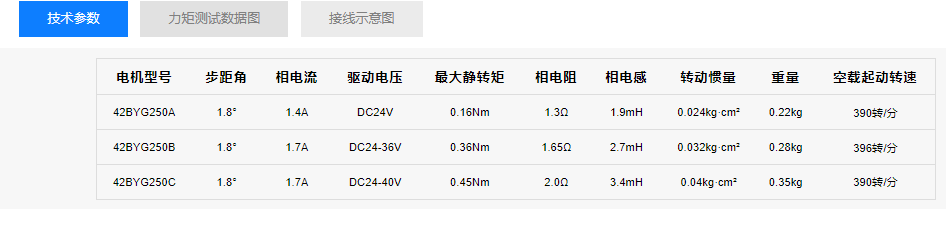 技术参数 力矩测试数据图 接线示意图
电机型号 步距角 相电流 驱动电压 最大静转矩 相电阻 相电感 转动惯量 重量 空载起动转速
42BYG250A 1.8° 1.4A DC24V 0.16Nm 1.3Ω 1.9mH 0.024kg·cm² 0.22kg 390转/分
42BYG250B 1.8° 1.7A DC24-36V 0.36Nm 1.65Ω 2.7mH 0.032kg·cm² 0.28kg 396转/分
42BYG250C 1.8° 1.7A DC24-40V 0.45Nm 2.0Ω 3.4mH 0.04kg·cm² 0.35kg 390转/分